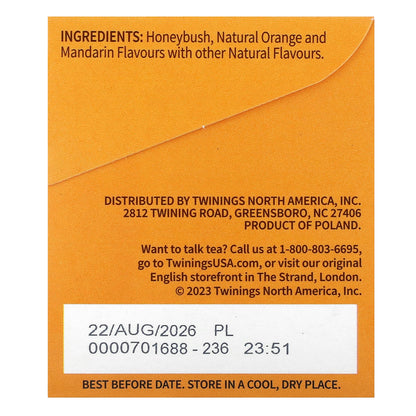 INGREDIENTS: Honeybush, Natural Orange and
Mandarin Flavours with other Natural Flavours.
DISTRIBUTED BY TWININGS NORTH AMERICA, INC.
2812 TWINING ROAD, GREENSBORO, NC 27406
PRODUCT OF POLAND.
Want to talk tea? Call us at 1-800-803-6695,
go to TwiningsUSA.com, or visit our original
English storefront in The Strand, London.
© 2023 Twinings North America, Inc.
22/AUG/2026 PL
0000701688 - 236 23:51
BEST BEFORE DATE. STORE IN A COOL, DRY PLACE.